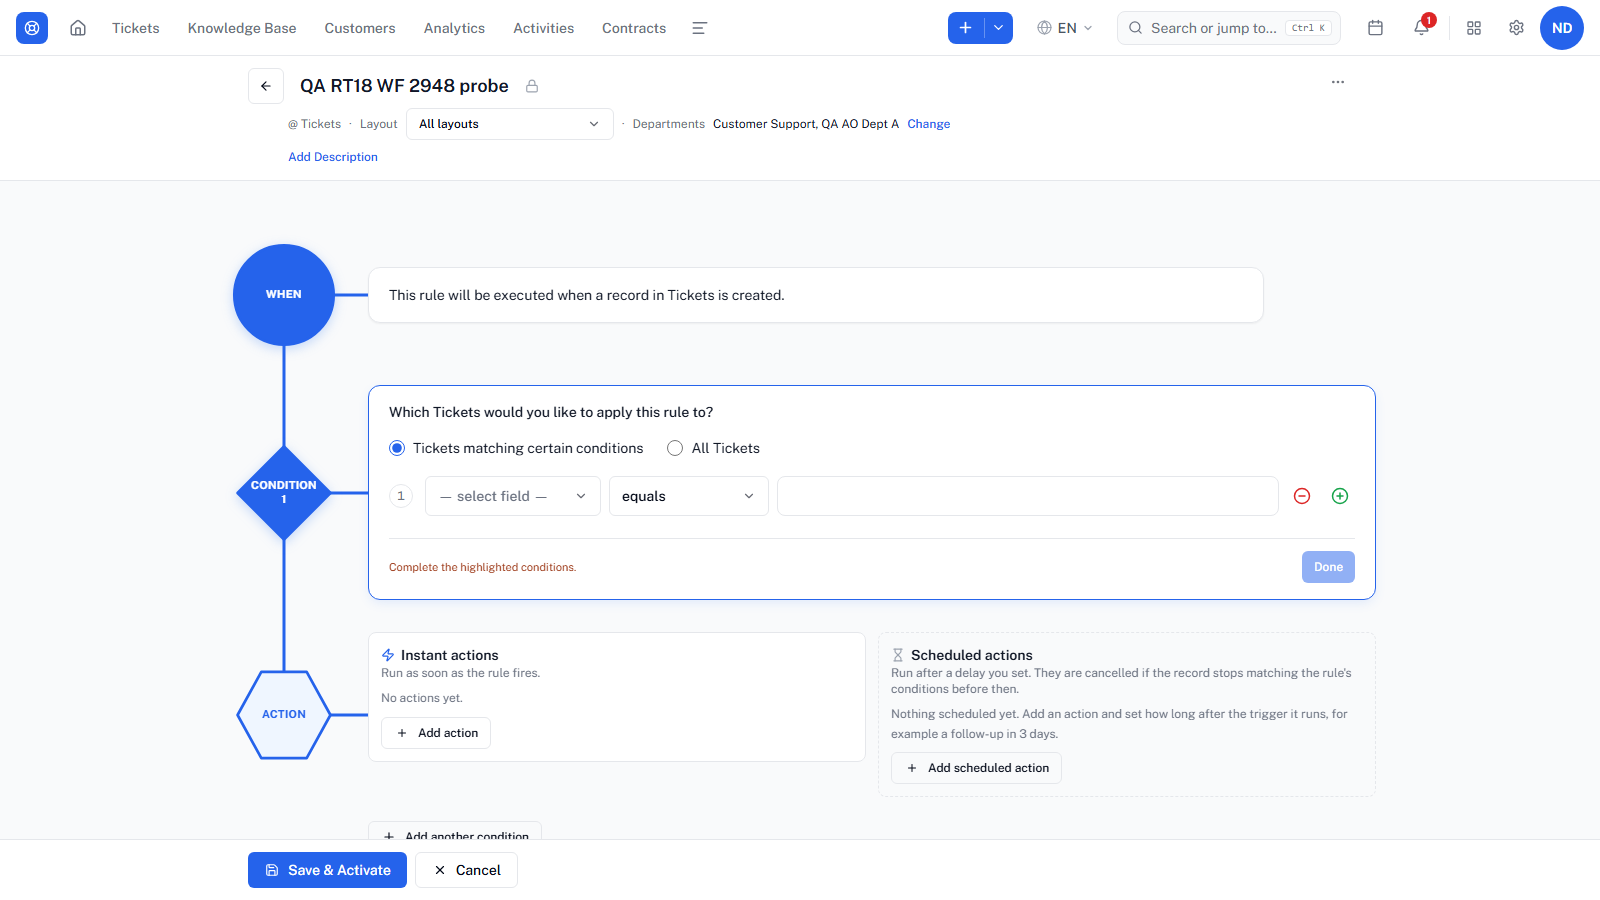 Tickets
Knowledge Base
Customers
Analytics
Activities
Contracts
EN
Search or jump to...
Ctrl K
1
ND
QA RT18 WF 2948 probe
@ Tickets · Layout
All layouts
· Departments Customer Support, QA AO Dept A Change
Add Description
WHEN
This rule will be executed when a record in Tickets is created.
CONDITION
1
Which Tickets would you like to apply this rule to?
Tickets matching certain conditions
All Tickets
1
— select field —
equals
Complete the highlighted conditions.
Done
ACTION
Instant actions
Run as soon as the rule fires.
No actions yet.
Add action
Scheduled actions
Run after a delay you set. They are cancelled if the record stops matching the rule's
conditions before then.
Nothing scheduled yet. Add an action and set how long after the trigger it runs, for
example a follow-up in 3 days.
Add scheduled action
Add another condition
Save & Activate
Cancel